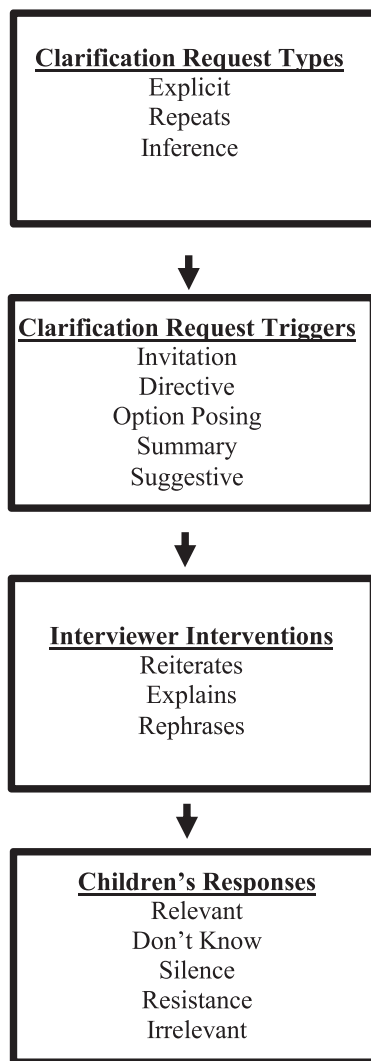 Clarification Request Types
Explicit
Repeats
Inference
Clarification Request Triggers
Invitation
Directive
Option Posing
Summary
Suggestive
Interviewer Interventions
Reiterates
Explains
Rephrases
Children's Responses
Relevant
Don't Know
Silence
Resistance
Irrelevant